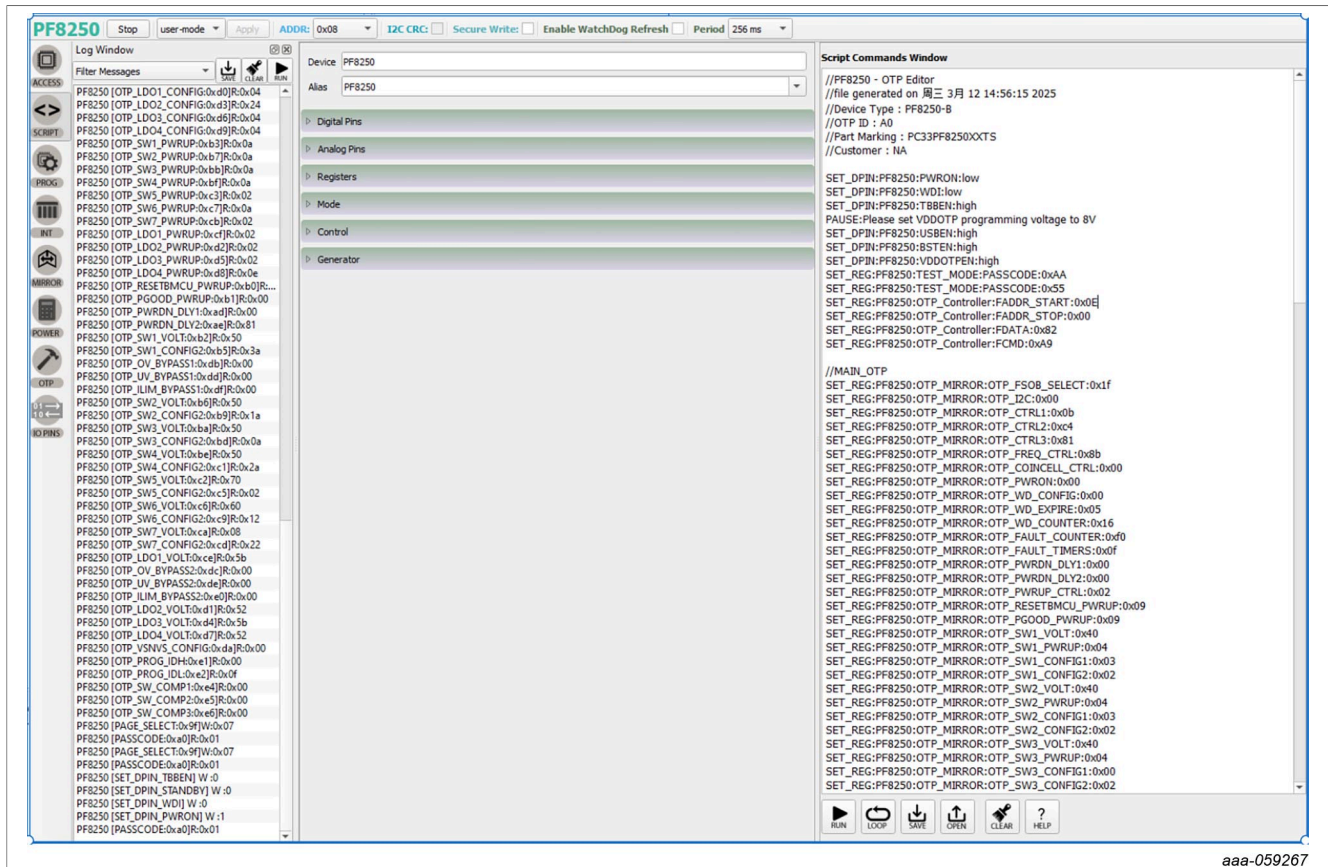 PF8250 Stop user-mode Apply ADDR: 0x08 I2C CRC: Secure Write: Enable WatchDog Refresh Period 256 ms
ACCESS
SCRIPT
PROG
INT
MIRROR
POWER
OTP
IO PINS
Log Window
Filter Messages
SAVE CLEAR RUN
PF8250 [OTP_LDO1_CONFIG:0xd0]R:0x04
PF8250 [OTP_LDO2_CONFIG:0xd3]R:0x24
PF8250 [OTP_LDO3_CONFIG:0xd6]R:0x04
PF8250 [OTP_LDO4_CONFIG:0xd9]R:0x04
PF8250 [OTP_SW1_PWRUP:0xb3]R:0x0a
PF8250 [OTP_SW2_PWRUP:0xb7]R:0x0a
PF8250 [OTP_SW3_PWRUP:0xbb]R:0x0a
PF8250 [OTP_SW4_PWRUP:0xbf]R:0x0a
PF8250 [OTP_SW5_PWRUP:0xc3]R:0x02
PF8250 [OTP_SW6_PWRUP:0xc7]R:0x0a
PF8250 [OTP_SW7_PWRUP:0xcb]R:0x02
PF8250 [OTP_LDO1_PWRUP:0xcf]R:0x02
PF8250 [OTP_LDO2_PWRUP:0xd2]R:0x02
PF8250 [OTP_LDO3_PWRUP:0xd5]R:0x02
PF8250 [OTP_LDO4_PWRUP:0xd8]R:0x0e
PF8250 [OTP_RESETBMCU_PWRUP:0xb0]R:...
PF8250 [OTP_PGOOD_PWRUP:0xb1]R:0x00
PF8250 [OTP_PWRDN_DLY1:0xad]R:0x00
PF8250 [OTP_PWRDN_DLY2:0xae]R:0x81
PF8250 [OTP_SW1_VOLT:0xb2]R:0x50
PF8250 [OTP_SW1_CONFIG2:0xb5]R:0x3a
PF8250 [OTP_OV_BYPASS1:0xdb]R:0x00
PF8250 [OTP_UV_BYPASS1:0xdd]R:0x00
PF8250 [OTP_ILIM_BYPASS1:0xdf]R:0x00
PF8250 [OTP_SW2_VOLT:0xb6]R:0x50
PF8250 [OTP_SW2_CONFIG2:0xb9]R:0x1a
PF8250 [OTP_SW3_VOLT:0xba]R:0x50
PF8250 [OTP_SW3_CONFIG2:0xbd]R:0x0a
PF8250 [OTP_SW4_VOLT:0xbe]R:0x50
PF8250 [OTP_SW4_CONFIG2:0xc1]R:0x2a
PF8250 [OTP_SW5_VOLT:0xc2]R:0x70
PF8250 [OTP_SW5_CONFIG2:0xc5]R:0x02
PF8250 [OTP_SW6_VOLT:0xc6]R:0x60
PF8250 [OTP_SW6_CONFIG2:0xc9]R:0x12
PF8250 [OTP_SW7_VOLT:0xca]R:0x08
PF8250 [OTP_SW7_CONFIG2:0xcd]R:0x22
PF8250 [OTP_LDO1_VOLT:0xce]R:0x5b
PF8250 [OTP_OV_BYPASS2:0xdc]R:0x00
PF8250 [OTP_UV_BYPASS2:0xde]R:0x00
PF8250 [OTP_ILIM_BYPASS2:0xe0]R:0x00
PF8250 [OTP_LDO2_VOLT:0xd1]R:0x52
PF8250 [OTP_LDO3_VOLT:0xd4]R:0x5b
PF8250 [OTP_LDO4_VOLT:0xd7]R:0x52
PF8250 [OTP_VSNVS_CONFIG:0xda]R:0x00
PF8250 [OTP_PROG_IDH:0xe1]R:0x00
PF8250 [OTP_PROG_IDL:0xe2]R:0x0f
PF8250 [OTP_SW_COMP1:0xe4]R:0x00
PF8250 [OTP_SW_COMP2:0xe5]R:0x00
PF8250 [OTP_SW_COMP3:0xe6]R:0x00
PF8250 [PAGE_SELECT:0x9f]W:0x07
PF8250 [PASSCODE:0xa0]R:0x01
PF8250 [PAGE_SELECT:0x9f]W:0x07
PF8250 [PASSCODE:0xa0]R:0x01
PF8250 [SET_DPIN_TBBEN] W :0
PF8250 [SET_DPIN_STANDBY] W :0
PF8250 [SET_DPIN_WDI] W :0
PF8250 [SET_DPIN_PWRON] W :1
PF8250 [PASSCODE:0xa0]R:0x01
Device PF8250
Alias PF8250
Digital Pins
Analog Pins
Registers
Mode
Control
Generator
Script Commands Window
//PF8250 - OTP Editor
//file generated on 周三 3月 12 14:56:15 2025
//Device Type : PF8250-B
//OTP ID : A0
//Part Marking : PC33PF8250XXTS
//Customer : NA
SET_DPIN:PF8250:PWRON:low
SET_DPIN:PF8250:WDI:low
SET_DPIN:PF8250:TBBEN:high
PAUSE:Please set VDDOTP programming voltage to 8V
SET_DPIN:PF8250:USBEN:high
SET_DPIN:PF8250:BSTEN:high
SET_DPIN:PF8250:VDDOTPEN:high
SET_REG:PF8250:TEST_MODE:PASSCODE:0xAA
SET_REG:PF8250:TEST_MODE:PASSCODE:0x55
SET_REG:PF8250:OTP_Controller:FADDR_START:0x0E
SET_REG:PF8250:OTP_Controller:FADDR_STOP:0x00
SET_REG:PF8250:OTP_Controller:FDATA:0x82
SET_REG:PF8250:OTP_Controller:FCMD:0xA9
//MAIN_OTP
SET_REG:PF8250:OTP_MIRROR:OTP_FSOB_SELECT:0x1f
SET_REG:PF8250:OTP_MIRROR:OTP_I2C:0x00
SET_REG:PF8250:OTP_MIRROR:OTP_CTRL1:0x0b
SET_REG:PF8250:OTP_MIRROR:OTP_CTRL2:0xc4
SET_REG:PF8250:OTP_MIRROR:OTP_CTRL3:0x81
SET_REG:PF8250:OTP_MIRROR:OTP_FREQ_CTRL:0x8b
SET_REG:PF8250:OTP_MIRROR:OTP_COINCELL_CTRL:0x00
SET_REG:PF8250:OTP_MIRROR:OTP_PWRON:0x00
SET_REG:PF8250:OTP_MIRROR:OTP_WD_CONFIG:0x00
SET_REG:PF8250:OTP_MIRROR:OTP_WD_EXPIRE:0x05
SET_REG:PF8250:OTP_MIRROR:OTP_WD_COUNTER:0x16
SET_REG:PF8250:OTP_MIRROR:OTP_FAULT_COUNTER:0xf0
SET_REG:PF8250:OTP_MIRROR:OTP_FAULT_TIMERS:0x0f
SET_REG:PF8250:OTP_MIRROR:OTP_PWRDN_DLY1:0x00
SET_REG:PF8250:OTP_MIRROR:OTP_PWRDN_DLY2:0x00
SET_REG:PF8250:OTP_MIRROR:OTP_PWRUP_CTRL:0x02
SET_REG:PF8250:OTP_MIRROR:OTP_RESETBMCU_PWRUP:0x09
SET_REG:PF8250:OTP_MIRROR:OTP_PGOOD_PWRUP:0x09
SET_REG:PF8250:OTP_MIRROR:OTP_SW1_VOLT:0x40
SET_REG:PF8250:OTP_MIRROR:OTP_SW1_PWRUP:0x04
SET_REG:PF8250:OTP_MIRROR:OTP_SW1_CONFIG1:0x03
SET_REG:PF8250:OTP_MIRROR:OTP_SW1_CONFIG2:0x02
SET_REG:PF8250:OTP_MIRROR:OTP_SW2_VOLT:0x40
SET_REG:PF8250:OTP_MIRROR:OTP_SW2_PWRUP:0x04
SET_REG:PF8250:OTP_MIRROR:OTP_SW2_CONFIG1:0x03
SET_REG:PF8250:OTP_MIRROR:OTP_SW2_CONFIG2:0x02
SET_REG:PF8250:OTP_MIRROR:OTP_SW3_VOLT:0x40
SET_REG:PF8250:OTP_MIRROR:OTP_SW3_PWRUP:0x04
SET_REG:PF8250:OTP_MIRROR:OTP_SW3_CONFIG1:0x00
SET_REG:PF8250:OTP_MIRROR:OTP_SW3_CONFIG2:0x02
RUN LOOP SAVE OPEN CLEAR HELP
aaa-059267